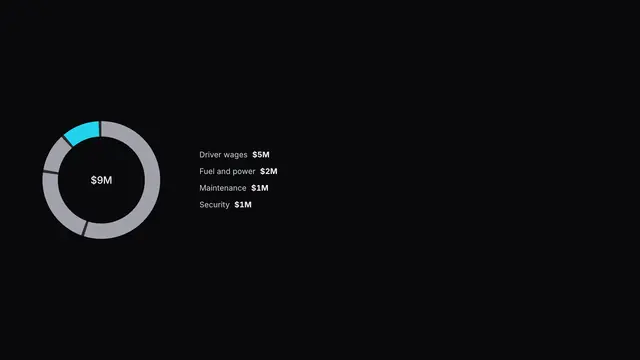 $9M
Driver wages $5M
Fuel and power $2M
Maintenance $1M
Security $1M